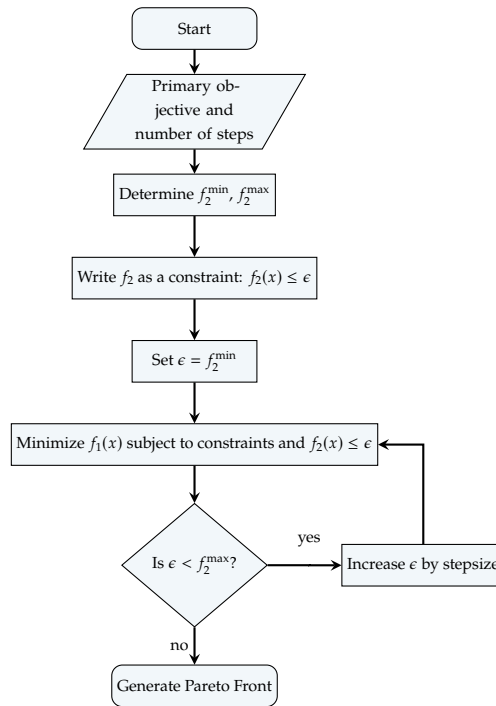 Start
Primary ob-
jective and
number of steps
Determine f₂^min, f₂^max
Write f₂ as a constraint: f₂(x) ≤ ϵ
Set ϵ = f₂^min
Minimize f₁(x) subject to constraints and f₂(x) ≤ ϵ
Is ϵ < f₂^max?
yes
Increase ϵ by stepsize
no
Generate Pareto Front